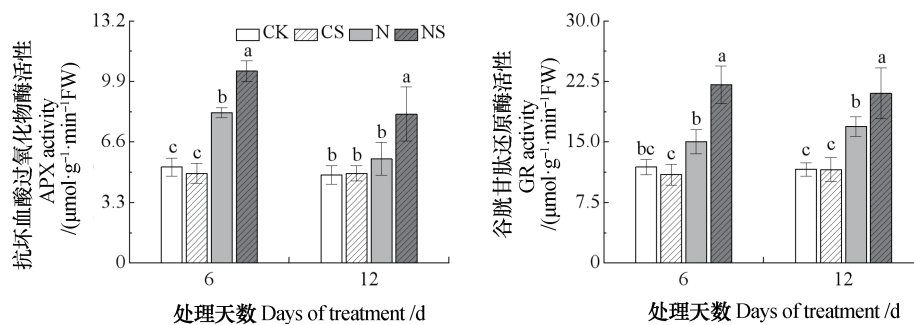 抗坏血酸过氧化物酶活性
APX activity
/(μmol·g⁻¹·min⁻¹FW)
13.2
9.9
6.6
3.3
0
CK CS N NS
c c b a
b b b a
6 12
处理天数 Days of treatment /d
谷胱甘肽还原酶活性
GR activity
/(μmol·g⁻¹·min⁻¹FW)
30.0
22.5
15.0
7.5
0
bc c b a
c c b a
6 12
处理天数 Days of treatment /d